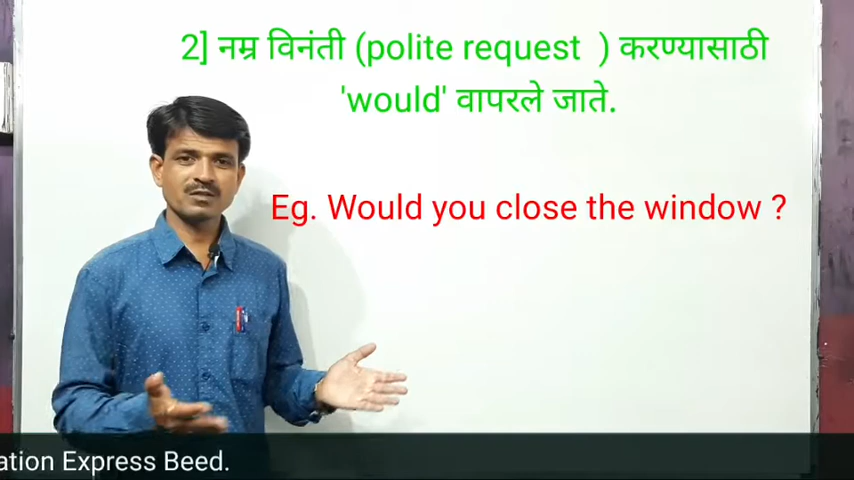 2] नम्र विनंती (polite request ) करण्यासाठी
'would' वापरले जाते.
Eg. Would you close the window ?
ation Express Beed.